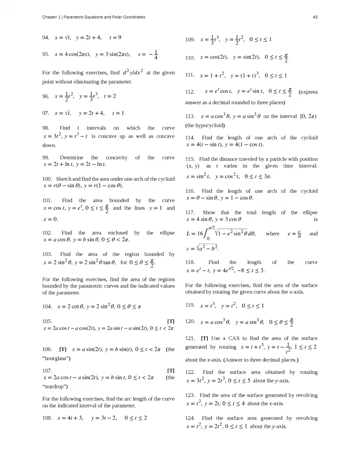 Chapter 1 | Parametric Equations and Polar Coordinates 43
94. x = √t, y = 2t + 4, t = 9
95. x = 4 cos(2πs), y = 3 sin(2πs), s = −1/4
For the following exercises, find d²y/dx² at the given
point without eliminating the parameter.
96. x = 1/2 t², y = 1/3 t³, t = 2
97. x = √t, y = 2t + 4, t = 1
98. Find t intervals on which the curve
x = 3t², y = t³ − t is concave up as well as concave
down.
99. Determine the concavity of the curve
x = 2t + ln t, y = 2t − ln t.
100. Sketch and find the area under one arch of the cycloid
x = r(θ − sin θ), y = r(1 − cos θ).
101. Find the area bounded by the curve
x = cos t, y = eᵗ, 0 ≤ t ≤ π/2 and the lines y = 1 and
x = 0.
102. Find the area enclosed by the ellipse
x = a cos θ, y = b sin θ, 0 ≤ θ < 2π.
103. Find the area of the region bounded by
x = 2 sin² θ, y = 2 sin² θ tan θ, for 0 ≤ θ ≤ π/2.
For the following exercises, find the area of the regions
bounded by the parametric curves and the indicated values
of the parameter.
104. x = 2 cot θ, y = 2 sin² θ, 0 ≤ θ ≤ π
105. [T]
x = 2a cos t − a cos(2t), y = 2a sin t − a sin(2t), 0 ≤ t < 2π
106. [T] x = a sin(2t), y = b sin(t), 0 ≤ t < 2π (the
"hourglass")
107. [T]
x = 2a cos t − a sin(2t), y = b sin t, 0 ≤ t < 2π (the
"teardrop")
For the following exercises, find the arc length of the curve
on the indicated interval of the parameter.
108. x = 4t + 3, y = 3t − 2, 0 ≤ t ≤ 2
109. x = 1/3 t³, y = 1/2 t², 0 ≤ t ≤ 1
110. x = cos(2t), y = sin(2t), 0 ≤ t ≤ π/2
111. x = 1 + t², y = (1 + t)³, 0 ≤ t ≤ 1
112. x = eᵗ cos t, y = eᵗ sin t, 0 ≤ t ≤ π/2 (express
answer as a decimal rounded to three places)
113. x = a cos³ θ, y = a sin³ θ on the interval [0, 2π)
(the hypocycloid)
114. Find the length of one arch of the cycloid
x = 4(t − sin t), y = 4(1 − cos t).
115. Find the distance traveled by a particle with position
(x, y) as t varies in the given time interval:
x = sin² t, y = cos² t, 0 ≤ t ≤ 3π.
116. Find the length of one arch of the cycloid
x = θ − sin θ, y = 1 − cos θ.
117. Show that the total length of the ellipse
x = 4 sin θ, y = 3 cos θ is
L = 16∫₀^(π/2) √(1 − e² sin² θ) dθ, where e = c/a and
c = √(a² − b²).
118. Find the length of the curve
x = eᵗ − t, y = 4e^(t/2), −8 ≤ t ≤ 3.
For the following exercises, find the area of the surface
obtained by rotating the given curve about the x-axis.
119. x = t³, y = t², 0 ≤ t ≤ 1
120. x = a cos³ θ, y = a sin³ θ, 0 ≤ θ ≤ π/2
121. [T] Use a CAS to find the area of the surface
generated by rotating x = t + t³, y = t − 1/t², 1 ≤ t ≤ 2
about the x-axis. (Answer to three decimal places.)
122. Find the surface area obtained by rotating
x = 3t², y = 2t³, 0 ≤ t ≤ 5 about the y-axis.
123. Find the area of the surface generated by revolving
x = t², y = 2t, 0 ≤ t ≤ 4 about the x-axis.
124. Find the surface area generated by revolving
x = t², y = 2t², 0 ≤ t ≤ 1 about the y-axis.